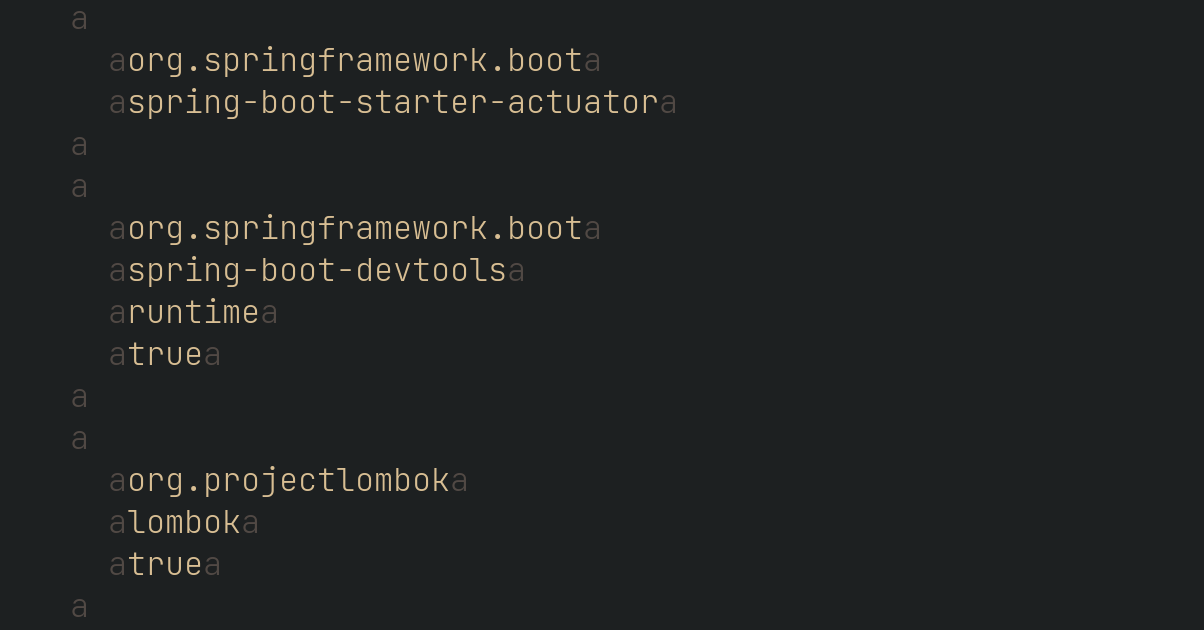 a
aorg.springframework.boota
aspring-boot-starter-actuatora
a
a
aorg.springframework.boota
aspring-boot-devtoolsa
aruntimea
atruea
a
a
aorg.projectlomboka
alomboka
atruea
a